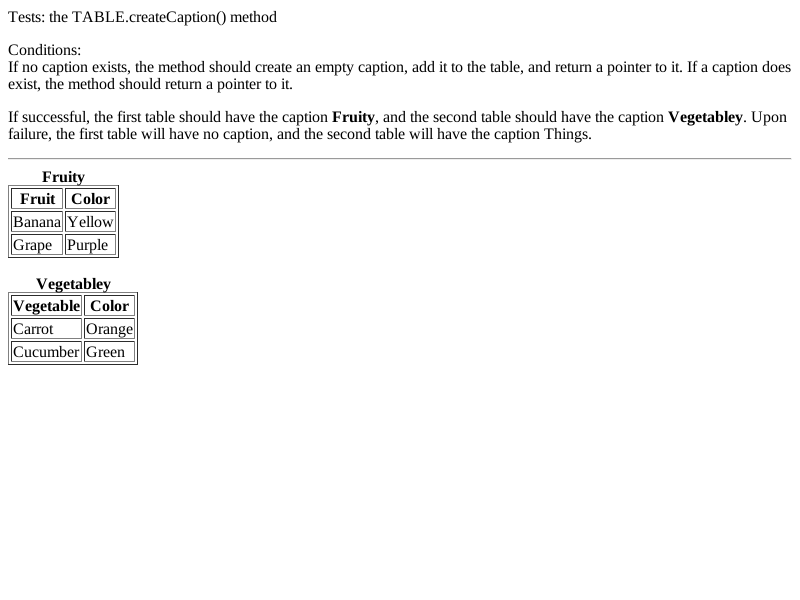 Tests: the TABLE.createCaption() method
Conditions:
If no caption exists, the method should create an empty caption, add it to the table, and return a pointer to it. If a caption does
exist, the method should return a pointer to it.
If successful, the first table should have the caption Fruity, and the second table should have the caption Vegetabley. Upon
failure, the first table will have no caption, and the second table will have the caption Things.
Fruity
Fruit Color
Banana Yellow
Grape Purple
Vegetabley
Vegetable Color
Carrot Orange
Cucumber Green